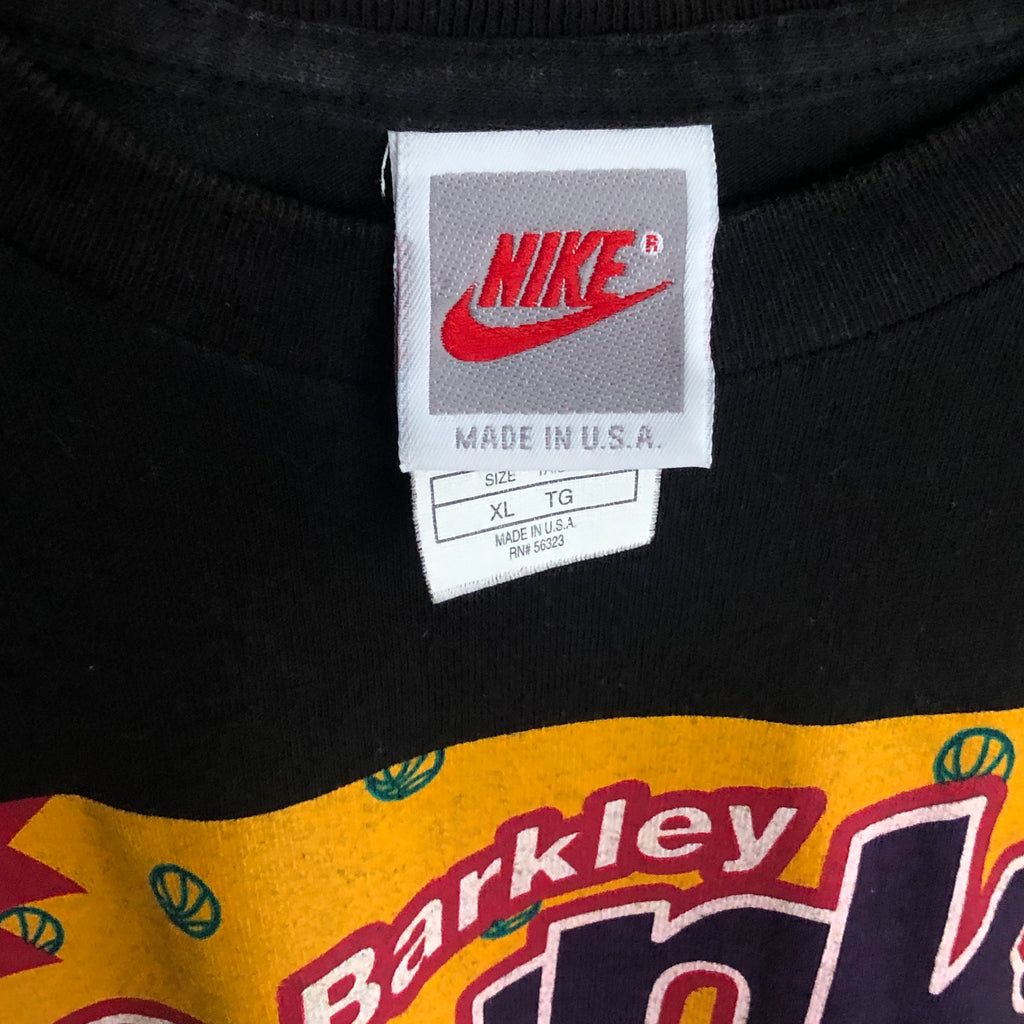 NIKE®
MADE IN U.S.A.
SIZE
XL TG
MADE IN U.S.A.
RN# 56323
Barkley